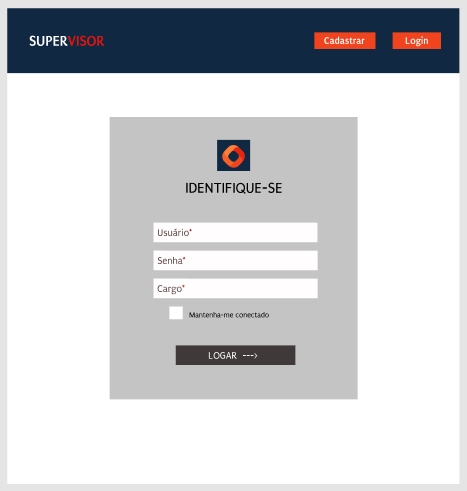 SUPERVISOR
Cadastrar
Login
IDENTIFIQUE-SE
Usuário*
Senha*
Cargo*
Mantenha-me conectado
LOGAR --->